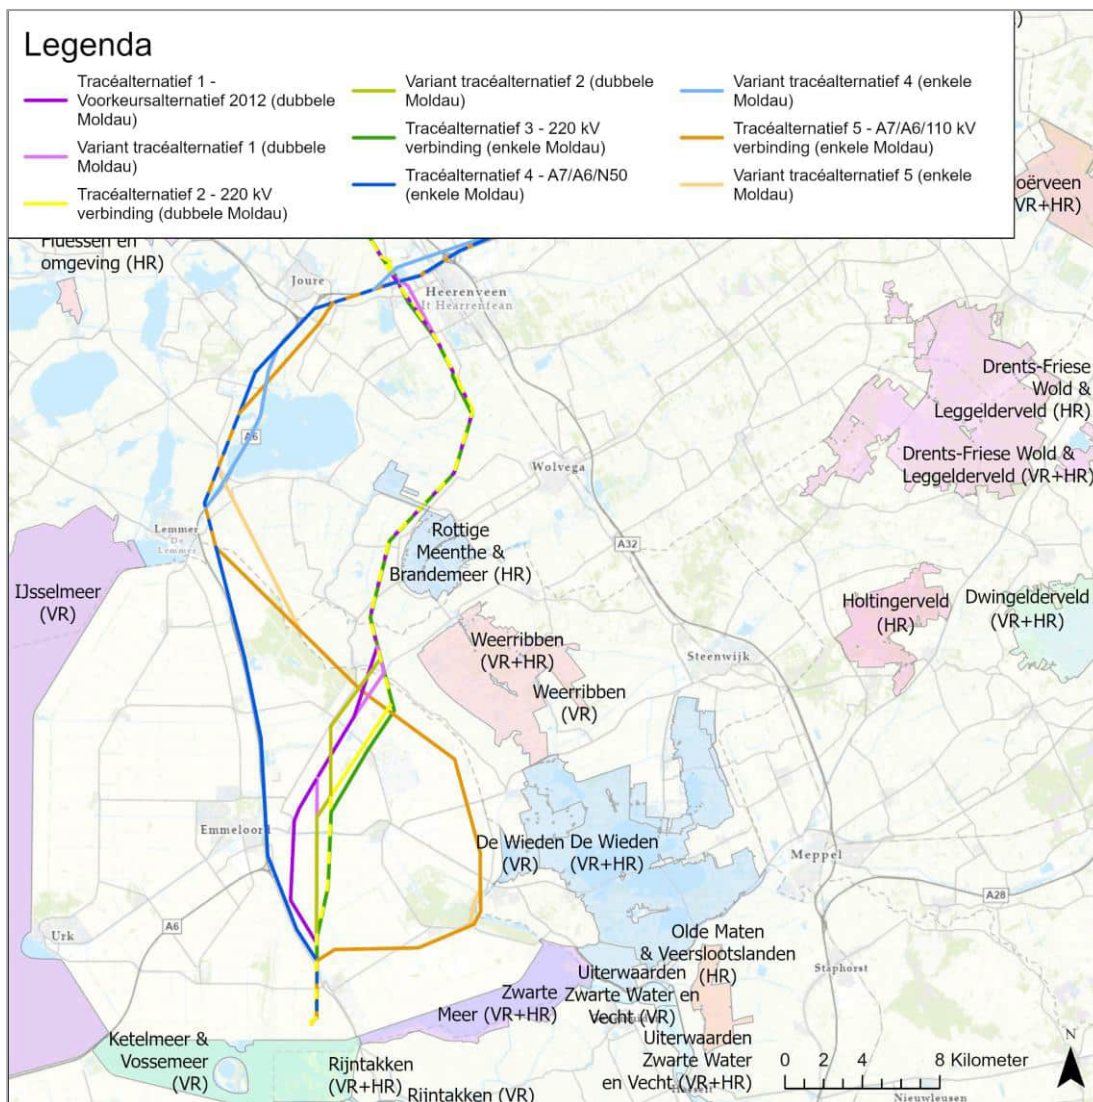 Legenda
Tracéalternatief 1 -
Voorkeursalternatief 2012 (dubbele
Moldau)
Variant tracéalternatief 1 (dubbele
Moldau)
Tracéalternatief 2 - 220 kV
verbinding (dubbele Moldau)
Variant tracéalternatief 2 (dubbele
Moldau)
Tracéalternatief 3 - 220 kV
verbinding (enkele Moldau)
Tracéalternatief 4 - A7/A6/N50
(enkele Moldau)
Variant tracéalternatief 4 (enkele
Moldau)
Tracéalternatief 5 - A7/A6/110 kV
verbinding (enkele Moldau)
Variant tracéalternatief 5 (enkele
Moldau)
oërveen
(VR+HR)
Fluessen en
omgeving (HR)
Joure
Heerenveen
It Hearrenfean
Drents-Friese
Wold &
Leggelderveld (HR)
A6
Drents-Friese Wold &
Leggelderveld (VR+HR)
Wolvega
Lemmer
De
Lemmer
Rottige
Meenthe &
Brandemeer (HR)
A32
IJsselmeer
(VR)
Holtingerveld
(HR)
Dwingelderveld
(VR+HR)
Weerribben
(VR+HR)
Steenwijk
Weerribben
(VR)
Emmeloord
De Wieden
(VR)
De Wieden
(VR+HR)
Meppel
A28
A6
Urk
Olde Maten
& Veerslootslanden
(HR)
Staphorst
Uiterwaarden
Zwarte Water en
Vecht (VR)
Zwarte
Meer (VR+HR)
Ketelmeer &
Vossemeer
(VR)
Rijntakken
(VR+HR)
Uiterwaarden
Zwarte Water
en Vecht (VR+HR)
0 2 4 8 Kilometer
N
Rijntakken (VR)
Nieuwleusen